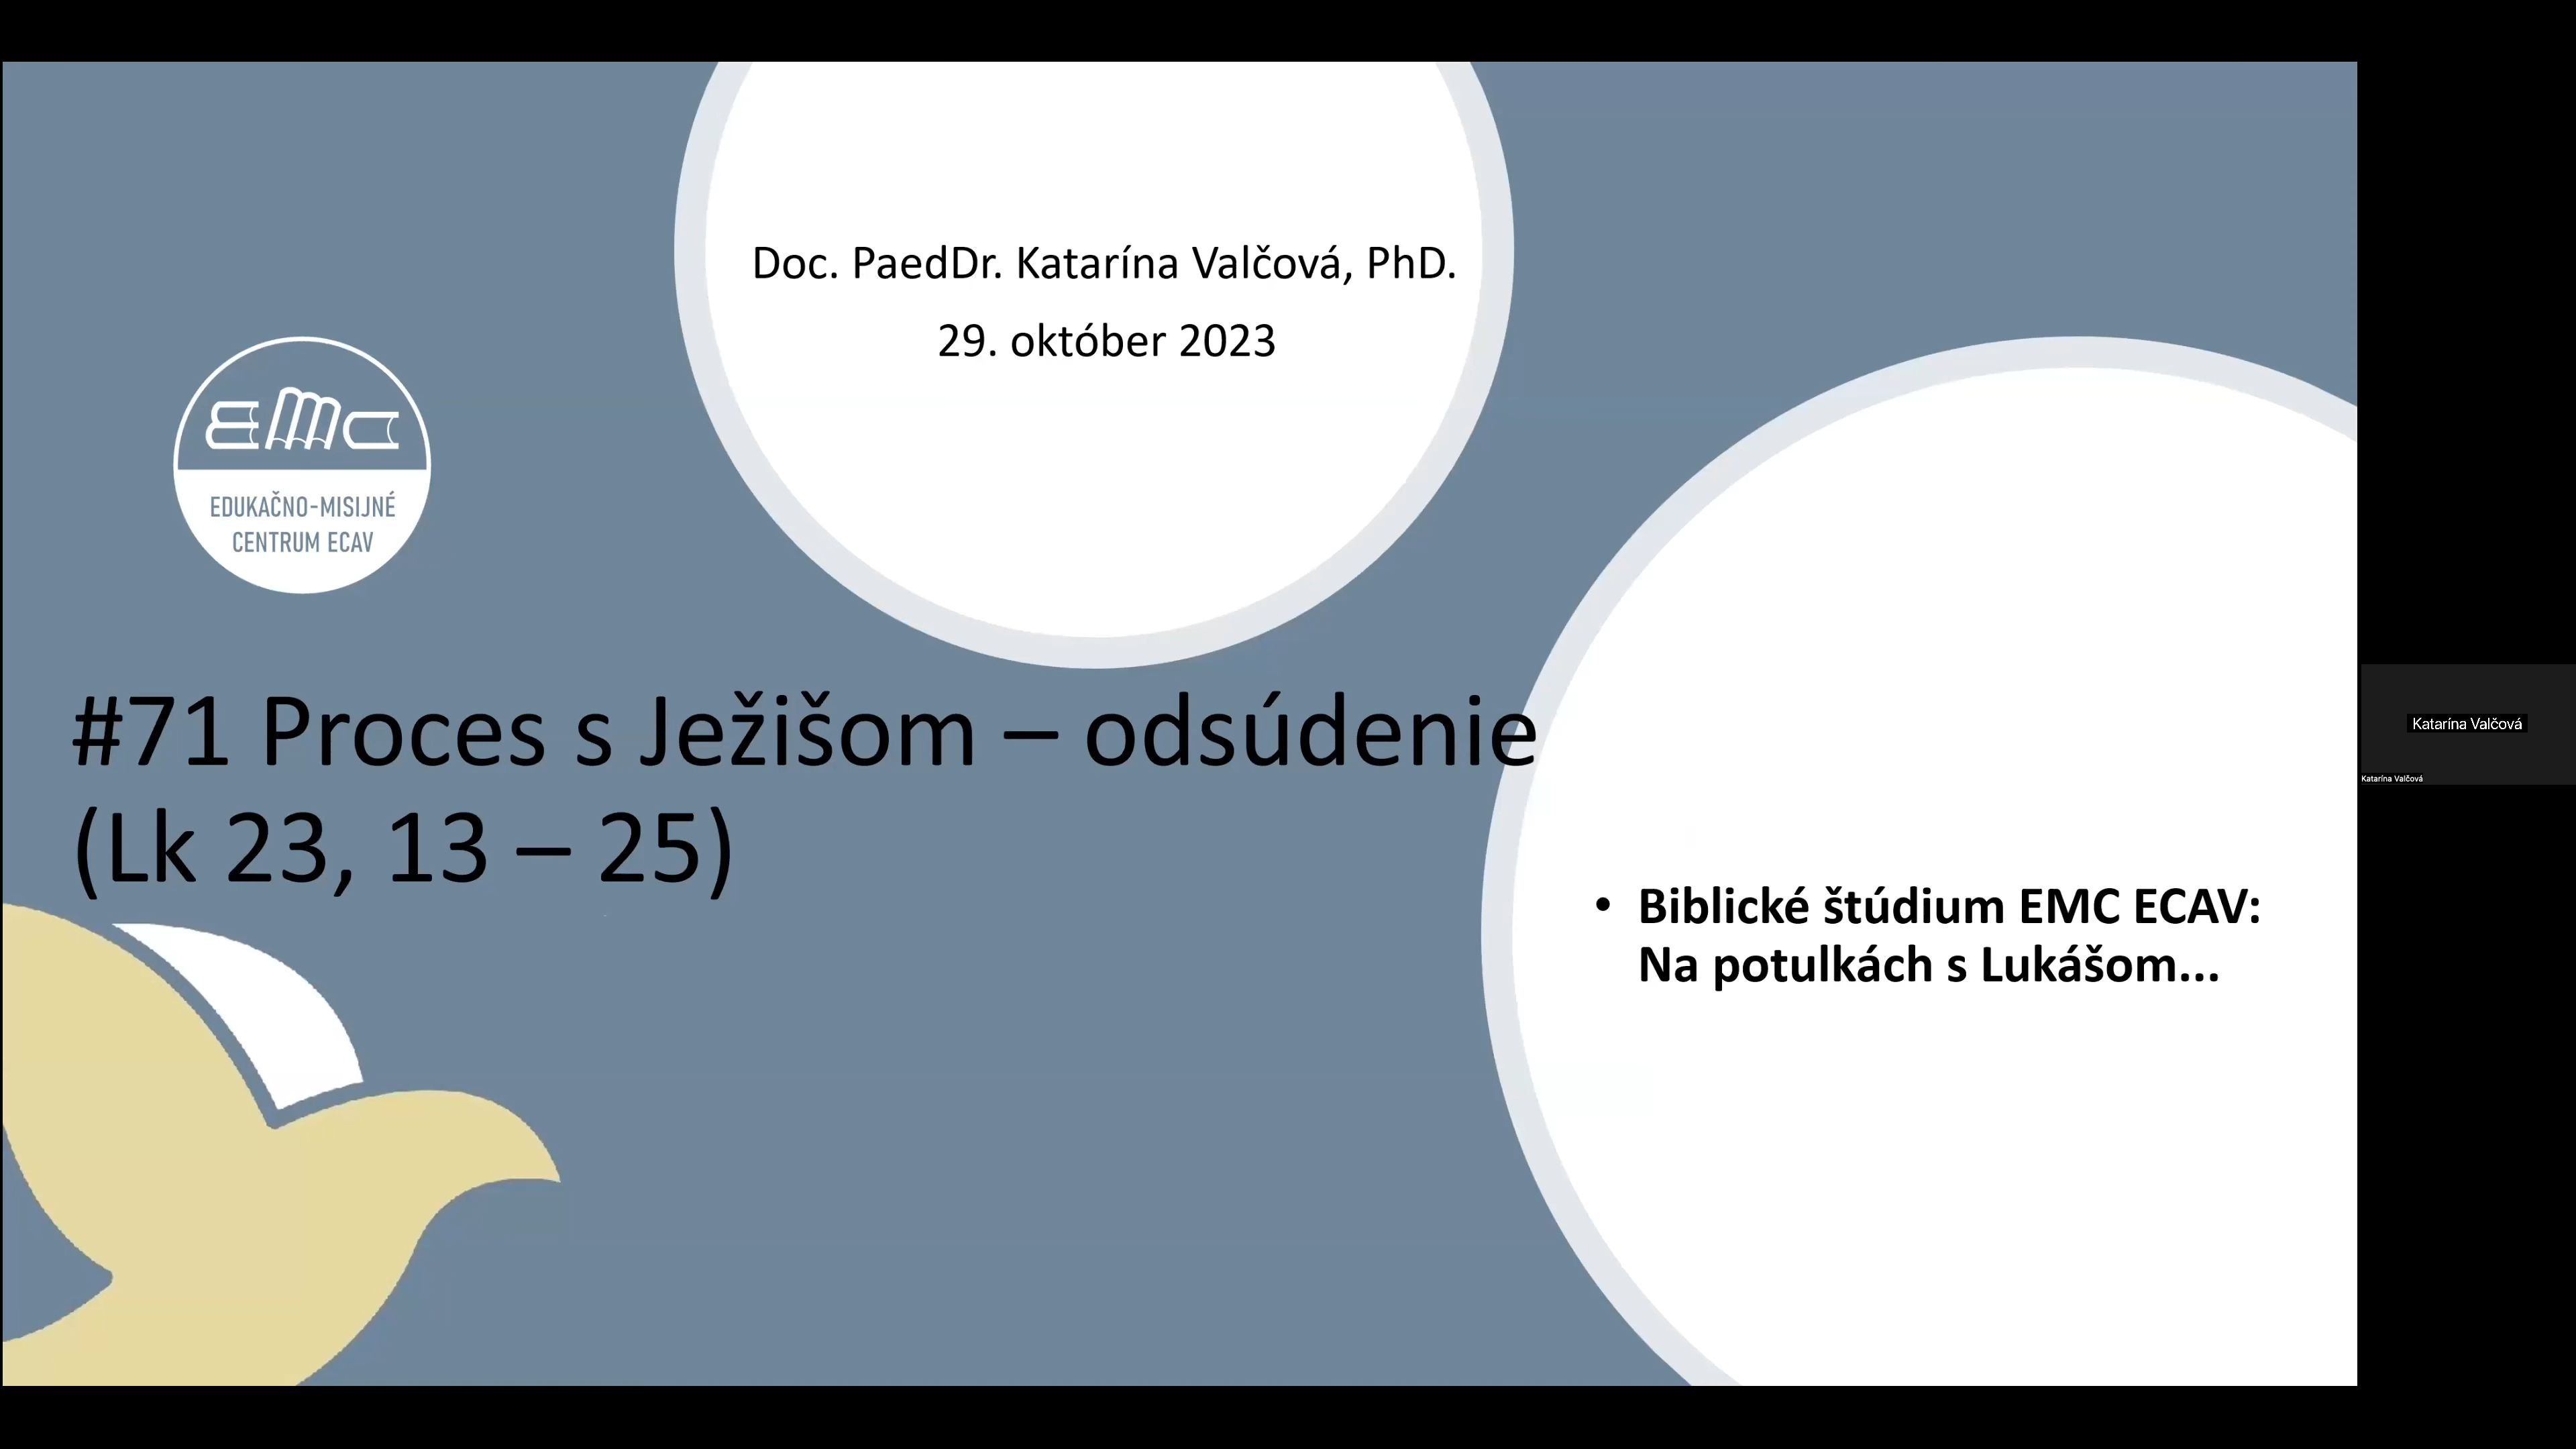 Doc. PaedDr. Katarína Valčová, PhD.
29. október 2023
EMC
EDUKAČNO-MISIJNÉ
CENTRUM ECAV
#71 Proces s Ježišom – odsúdenie
(Lk 23, 13 – 25)
• Biblické štúdium EMC ECAV:
Na potulkách s Lukášom...
Katarína Valčová
Katarína Valčová